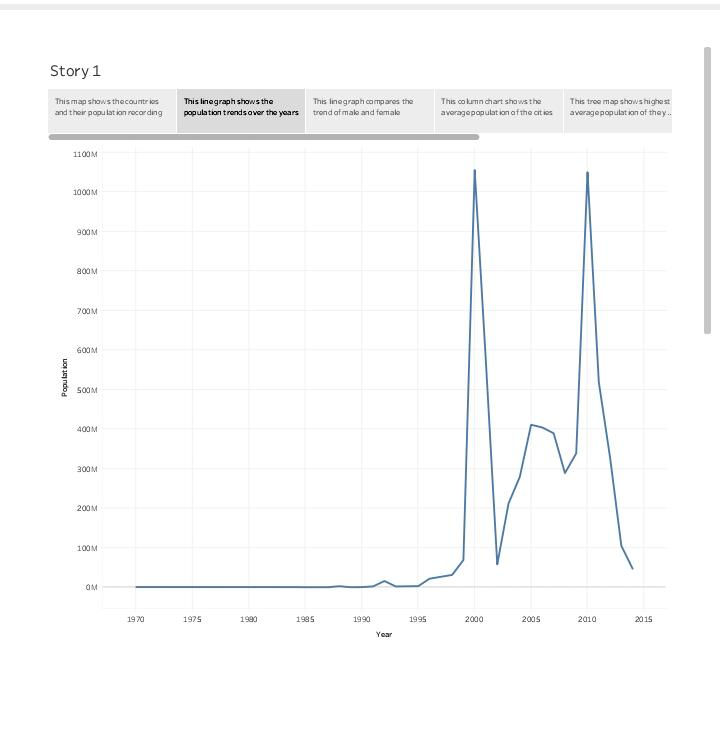 Story 1
This map shows the countries
and their population recording
This line graph shows the
population trends over the years
This line graph compares the
trend of male and female
This column chart shows the
average population of the cities
This tree map shows highest
average population of they ..
1100M
1000M
900M
800M
700M
600M
500M
400M
300M
200M
100M
0M
Population
1970 1975 1980 1985 1990 1995 2000 2005 2010 2015
Year